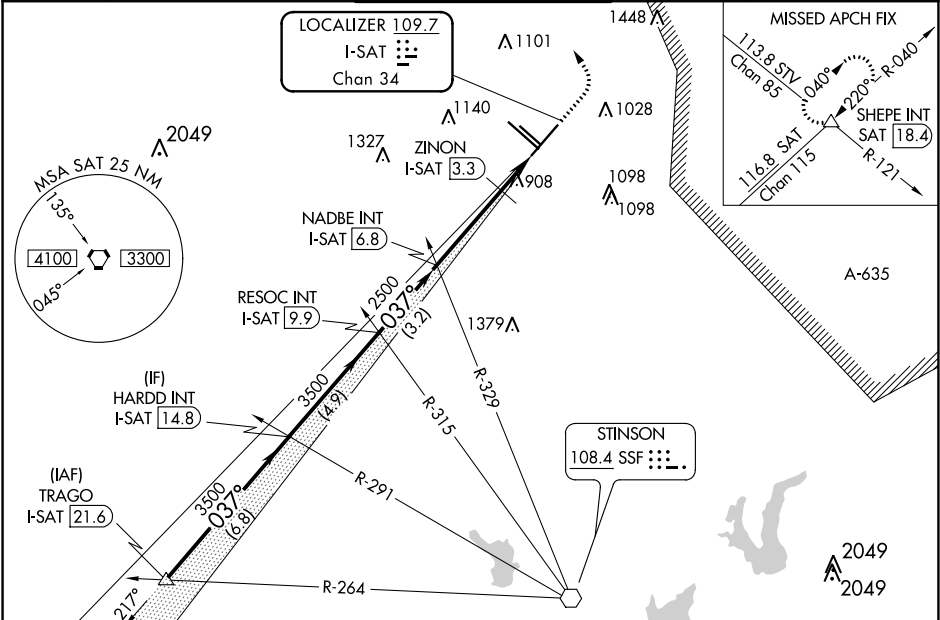 LOCALIZER 109.7
I-SAT
Chan 34
1101
1448
MISSED APCH FIX
113.8 STV
Chan 85
040°
R-040
220°
SHEPE INT
SAT 18.4
116.8 SAT
Chan 115
R-121
1140
1028
2049
1327
ZINON
I-SAT 3.3
908
1098
1098
MSA SAT 25 NM
135°
4100
3300
045°
NADBE INT
I-SAT 6.8
A-635
RESOC INT
I-SAT 9.9
2500
037°
(3.2)
1379
R-329
(IF)
HARDD INT
I-SAT 14.8
3500
(4.9)
R-315
STINSON
108.4 SSF
(IAF)
TRAGO
I-SAT 21.6
3500
037°
(6.8)
R-291
R-264
217°
2049
2049